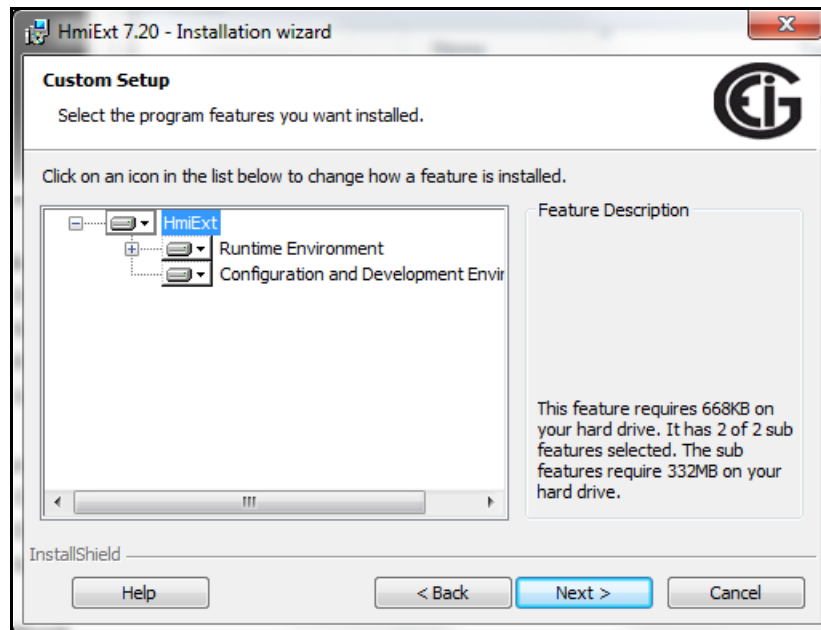 HmiExt 7.20 - Installation wizard
Custom Setup
Select the program features you want installed.
EIG
Click on an icon in the list below to change how a feature is installed.
HmiExt
Runtime Environment
Configuration and Development Envir
Feature Description
This feature requires 668KB on
your hard drive. It has 2 of 2 sub
features selected. The sub
features require 332MB on your
hard drive.
InstallShield
Help
< Back
Next >
Cancel